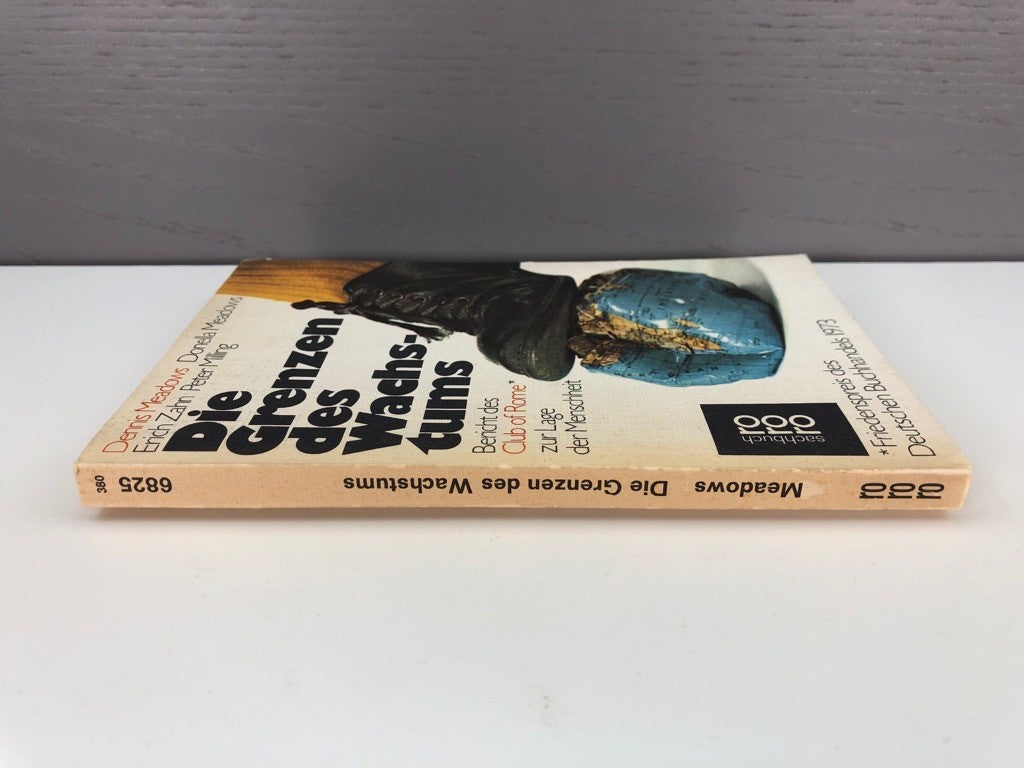 Dennis Meadows Donella Meadows
Erich Zahn Peter Milling
Die
Grenzen
des
Wachs-
tums
Bericht des
Club of Rome*
zur Lage
der Menschheit
sachbuch
rororo
*Friedenspreis des
Deutschen Buchhandels 1973
rororo
Meadows Die Grenzen des Wachstums
6825
380